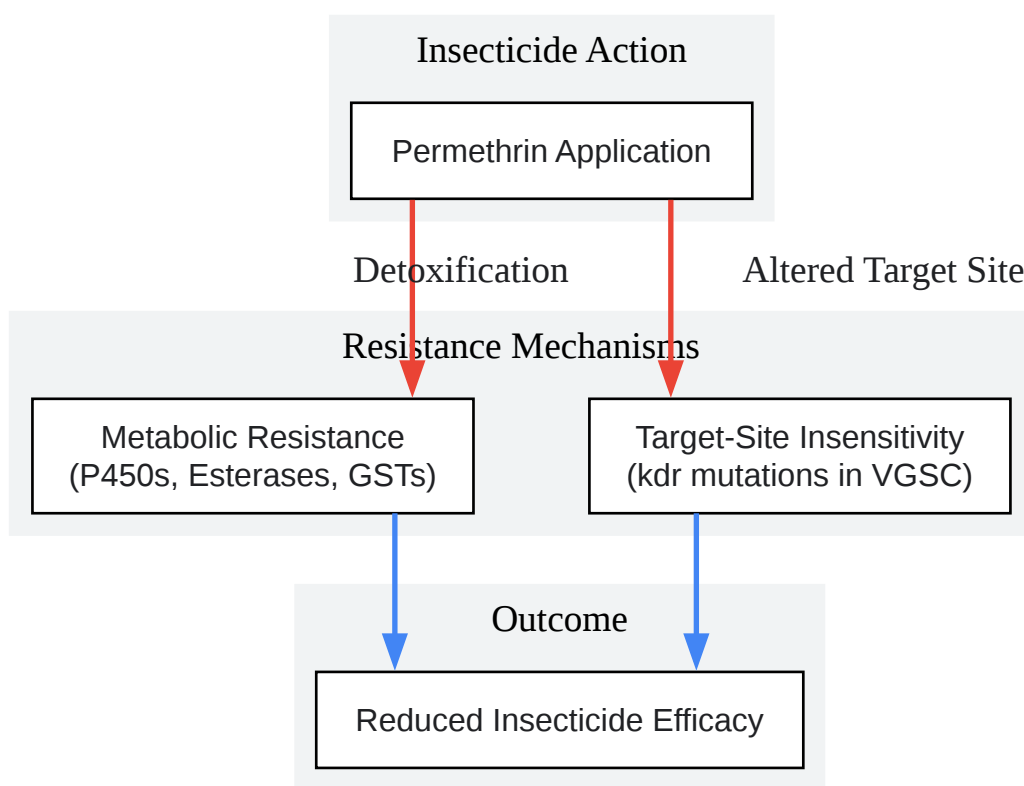 Insecticide Action
Permethrin Application
Detoxification
Altered Target Site
Resistance Mechanisms
Metabolic Resistance
(P450s, Esterases, GSTs)
Target-Site Insensitivity
(kdr mutations in VGSC)
Outcome
Reduced Insecticide Efficacy